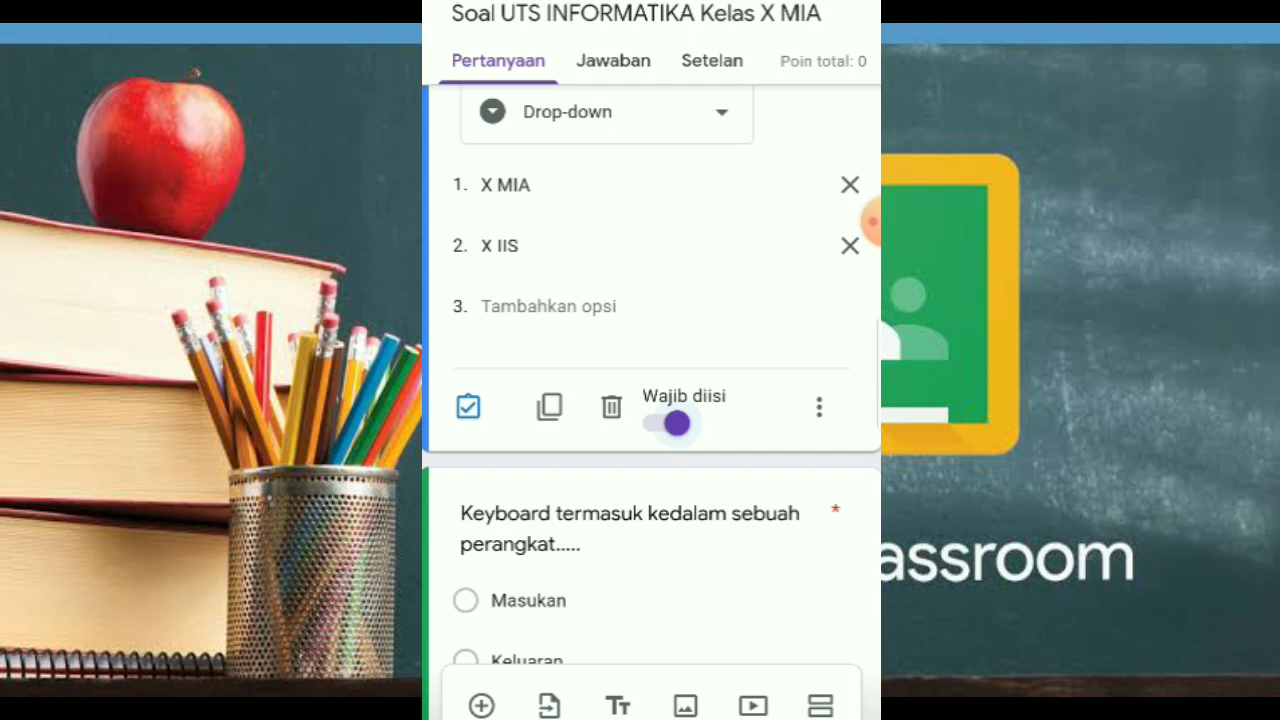 Soal UTS INFORMATIKA Kelas X MIA
Pertanyaan Jawaban Setelan Poin total: 0
Drop-down
1. X MIA
2. X IIS
3. Tambahkan opsi
Wajib diisi
Keyboard termasuk kedalam sebuah *
perangkat.....
Masukan
Keluaran
assroom